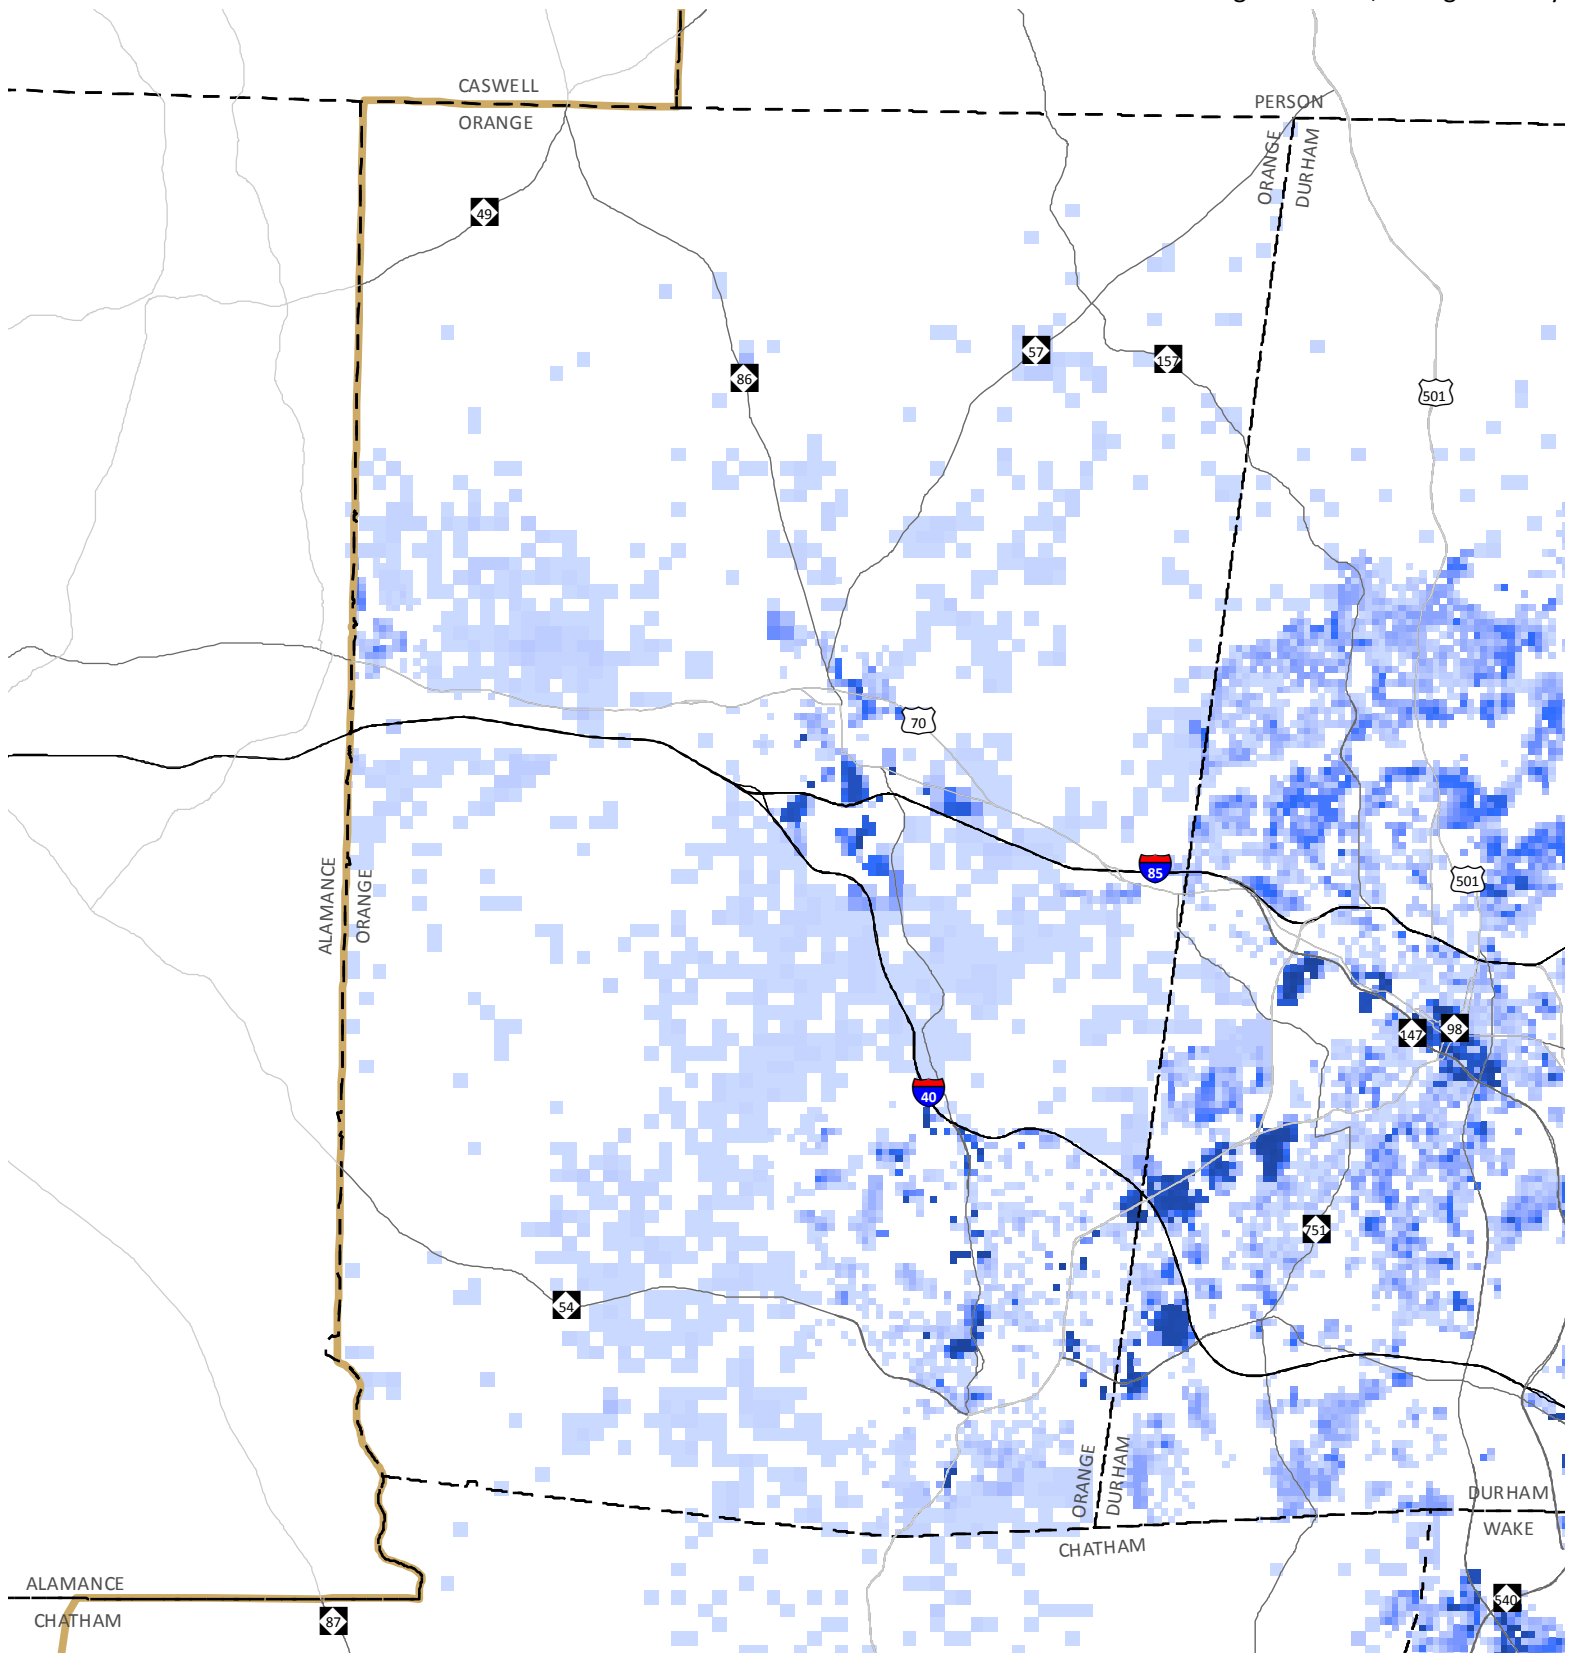 CASWELL
ORANGE
PERSON
ORANGE
DURHAM
49
57
157
86
501
70
85
501
ALAMANCE
ORANGE
147
98
40
751
54
ORANGE
DURHAM
DURHAM
WAKE
CHATHAM
ALAMANCE
CHATHAM
87
540